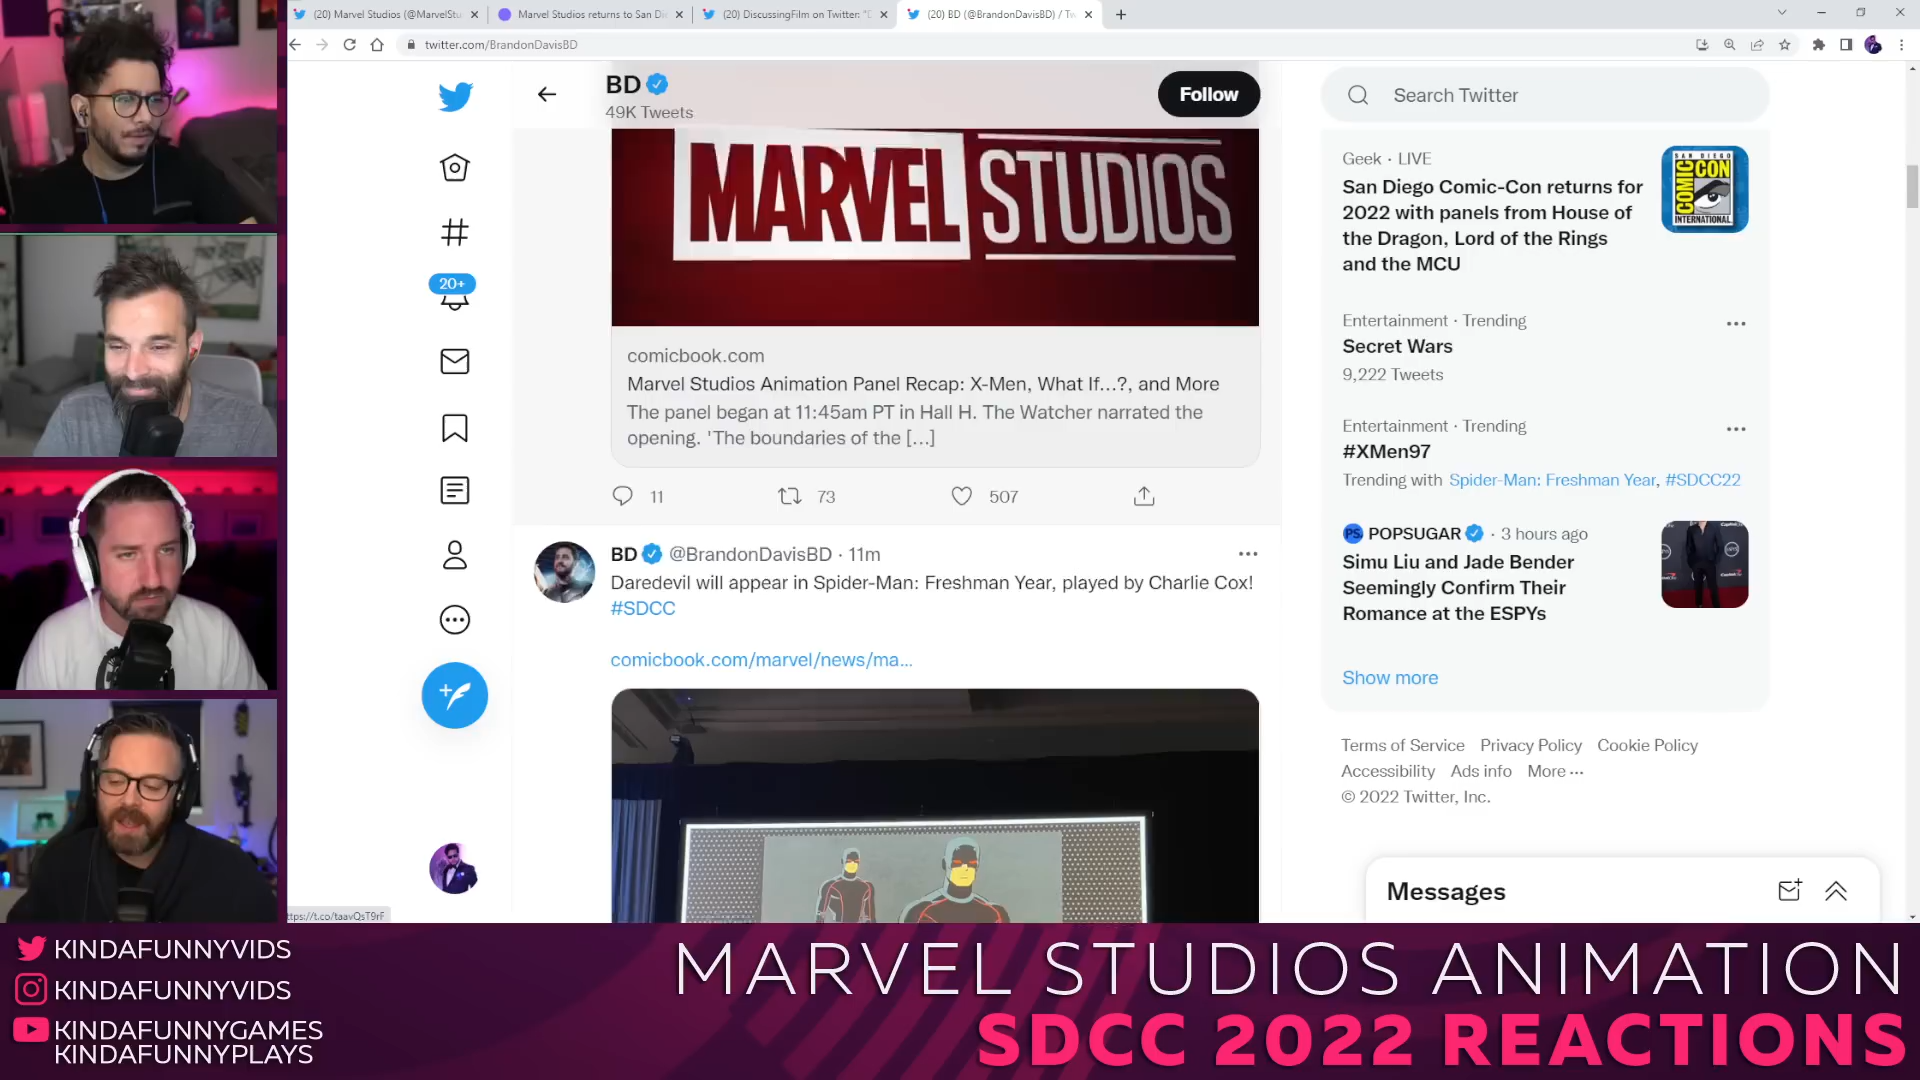 (20) Marvel Studios (@MarvelStu
Marvel Studios returns to San Die
(20) DiscussingFilm on Twitter: "D
(20) BD (@BrandonDavisBD) / Tw
twitter.com/BrandonDavisBD
BD
49K Tweets
Follow
Search Twitter
20+
MARVEL STUDIOS
comicbook.com
Marvel Studios Animation Panel Recap: X-Men, What If...?, and More
The panel began at 11:45am PT in Hall H. The Watcher narrated the
opening. 'The boundaries of the [...]
11
73
507
BD @BrandonDavisBD · 11m
Daredevil will appear in Spider-Man: Freshman Year, played by Charlie Cox!
#SDCC
comicbook.com/marvel/news/ma...
Geek · LIVE
San Diego Comic-Con returns for
2022 with panels from House of
the Dragon, Lord of the Rings
and the MCU
SAN DIEGO
COMIC CON
INTERNATIONAL
Entertainment · Trending
Secret Wars
9,222 Tweets
Entertainment · Trending
#XMen97
Trending with Spider-Man: Freshman Year, #SDCC22
PS POPSUGAR · 3 hours ago
Simu Liu and Jade Bender
Seemingly Confirm Their
Romance at the ESPYs
Show more
Terms of Service Privacy Policy Cookie Policy
Accessibility Ads info More ...
© 2022 Twitter, Inc.
Messages
ttps://t.co/taavQsT9rF
KINDAFUNNYVIDS
KINDAFUNNYVIDS
KINDAFUNNYGAMES
KINDAFUNNYPLAYS
MARVEL STUDIOS ANIMATION
SDCC 2022 REACTIONS